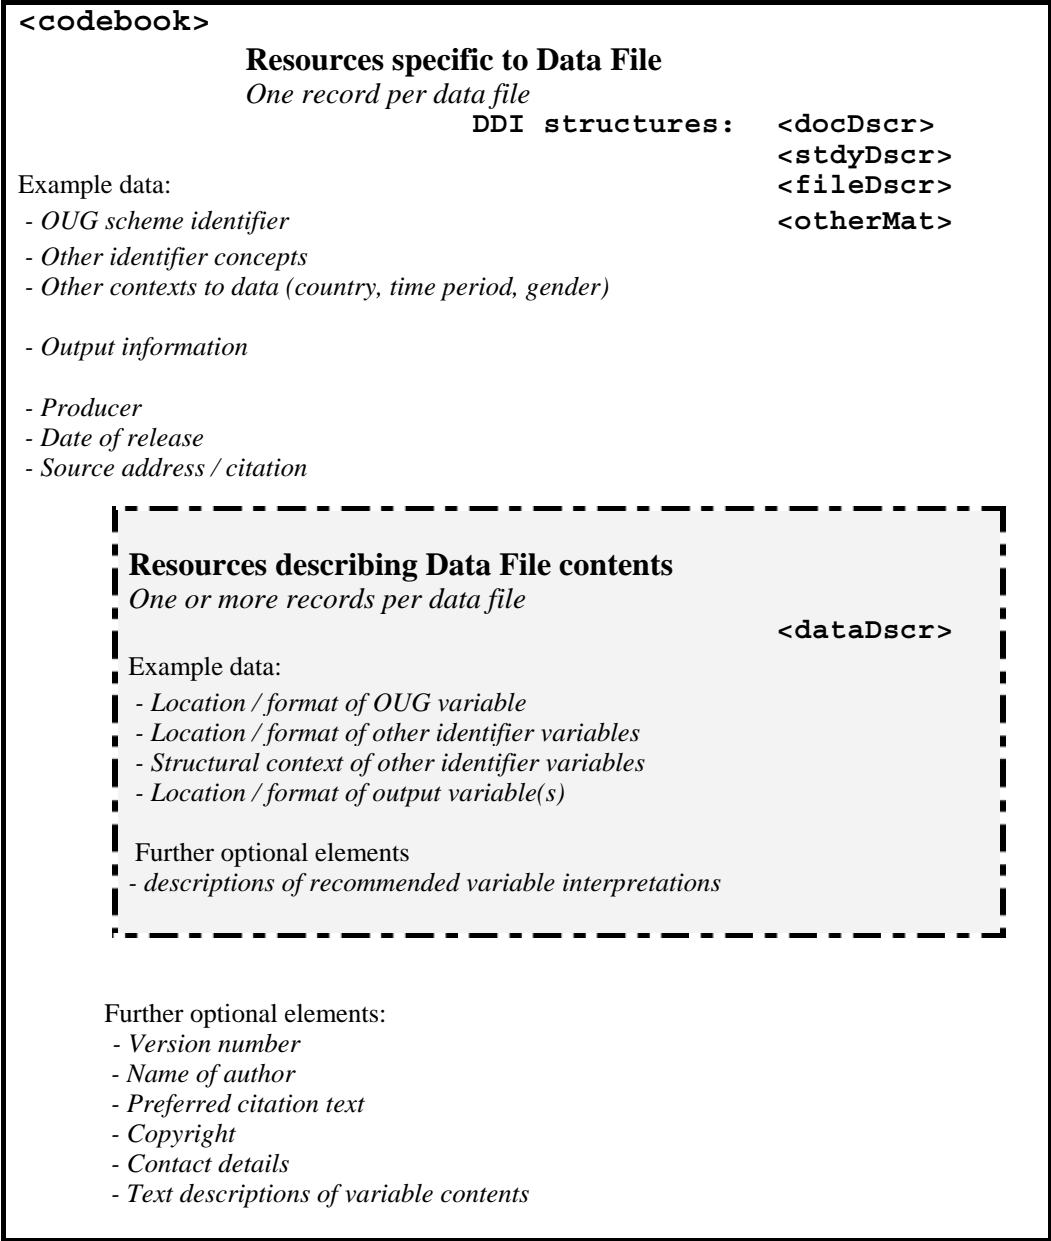 <codebook>
Resources specific to Data File
One record per data file
DDI structures: <docDscr>
<stdyDscr>
Example data: <fileDscr>
- OUG scheme identifier <otherMat>
- Other identifier concepts
- Other contexts to data (country, time period, gender)
- Output information
- Producer
- Date of release
- Source address / citation
Resources describing Data File contents
One or more records per data file
<dataDscr>
Example data:
- Location / format of OUG variable
- Location / format of other identifier variables
- Structural context of other identifier variables
- Location / format of output variable(s)
Further optional elements
- descriptions of recommended variable interpretations
Further optional elements:
- Version number
- Name of author
- Preferred citation text
- Copyright
- Contact details
- Text descriptions of variable contents